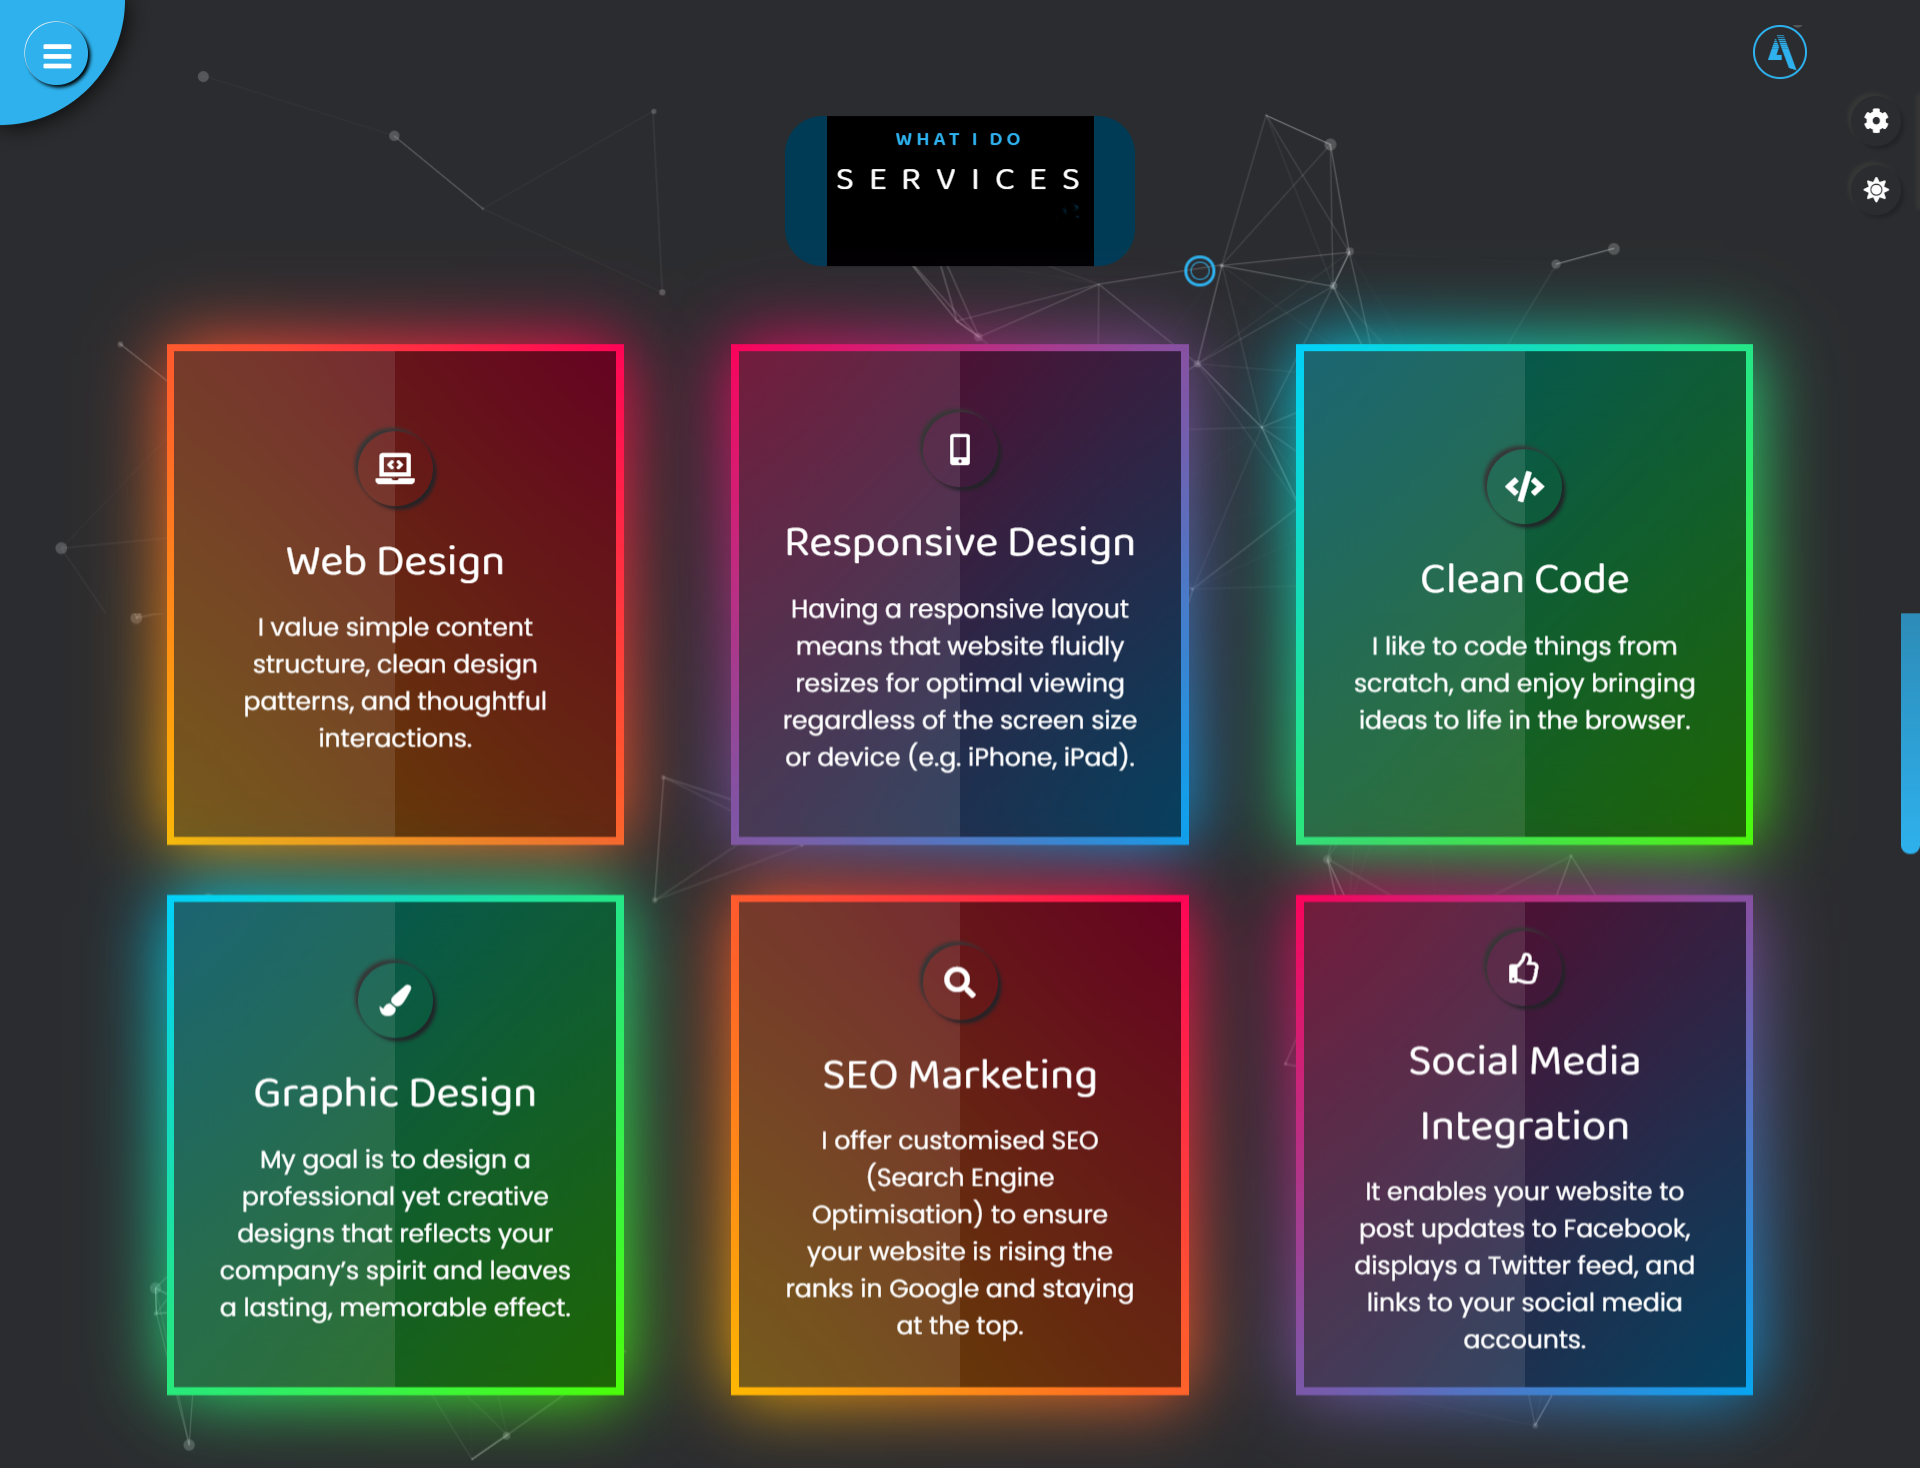 WHAT I DO
SERVICES
Web Design
I value simple content
structure, clean design
patterns, and thoughtful
interactions.
Responsive Design
Having a responsive layout
means that website fluidly
resizes for optimal viewing
regardless of the screen size
or device (e.g. iPhone, iPad).
Clean Code
I like to code things from
scratch, and enjoy bringing
ideas to life in the browser.
Graphic Design
My goal is to design a
professional yet creative
designs that reflects your
company's spirit and leaves
a lasting, memorable effect.
SEO Marketing
I offer customised SEO
(Search Engine
Optimisation) to ensure
your website is rising the
ranks in Google and staying
at the top.
Social Media
Integration
It enables your website to
post updates to Facebook,
displays a Twitter feed, and
links to your social media
accounts.